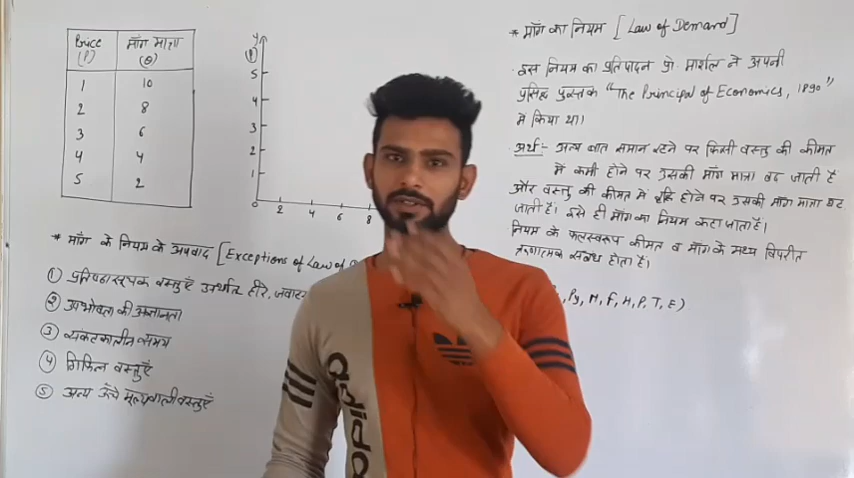 Price माँग मात्रा
(P) (Q)
1 10
2 8
3 6
4 4
5 2
y
(P)
5
4
3
2
1
0 2 4 6 8
* माँग के नियम के अपवाद [Exceptions of Law of
① प्रतिष्ठासूचक वस्तुएँ अर्थात हीरे, जवार
② उपभोक्ता की अज्ञानता
③ संकटकालीन समय
④ गिफिन वस्तुएँ
⑤ अन्य ऊँचे मूल्यवाली वस्तुएँ
* माँग का नियम [Law of Demand]
. इस नियम का प्रतिपादन प्रो. मार्शल ने अपनी
प्रसिद्ध पुस्तक "The Principal of Economics, 1890"
में किया था।
. अर्थ:- अन्य बात समान रहने पर किसी वस्तु की कीमत
में कमी होने पर उसकी माँग मात्रा बढ जाती है
और वस्तु की कीमत में वृद्धि होने पर उसकी माँग मात्रा घट
जाती है। इसे ही माँग का नियम कहा जाता है।
नियम के फलस्वरूप कीमत व माँग के मध्य विपरीत
ऋणात्मक संबंध होता है।
, Py, M, F, H, P, T, E)
adidas